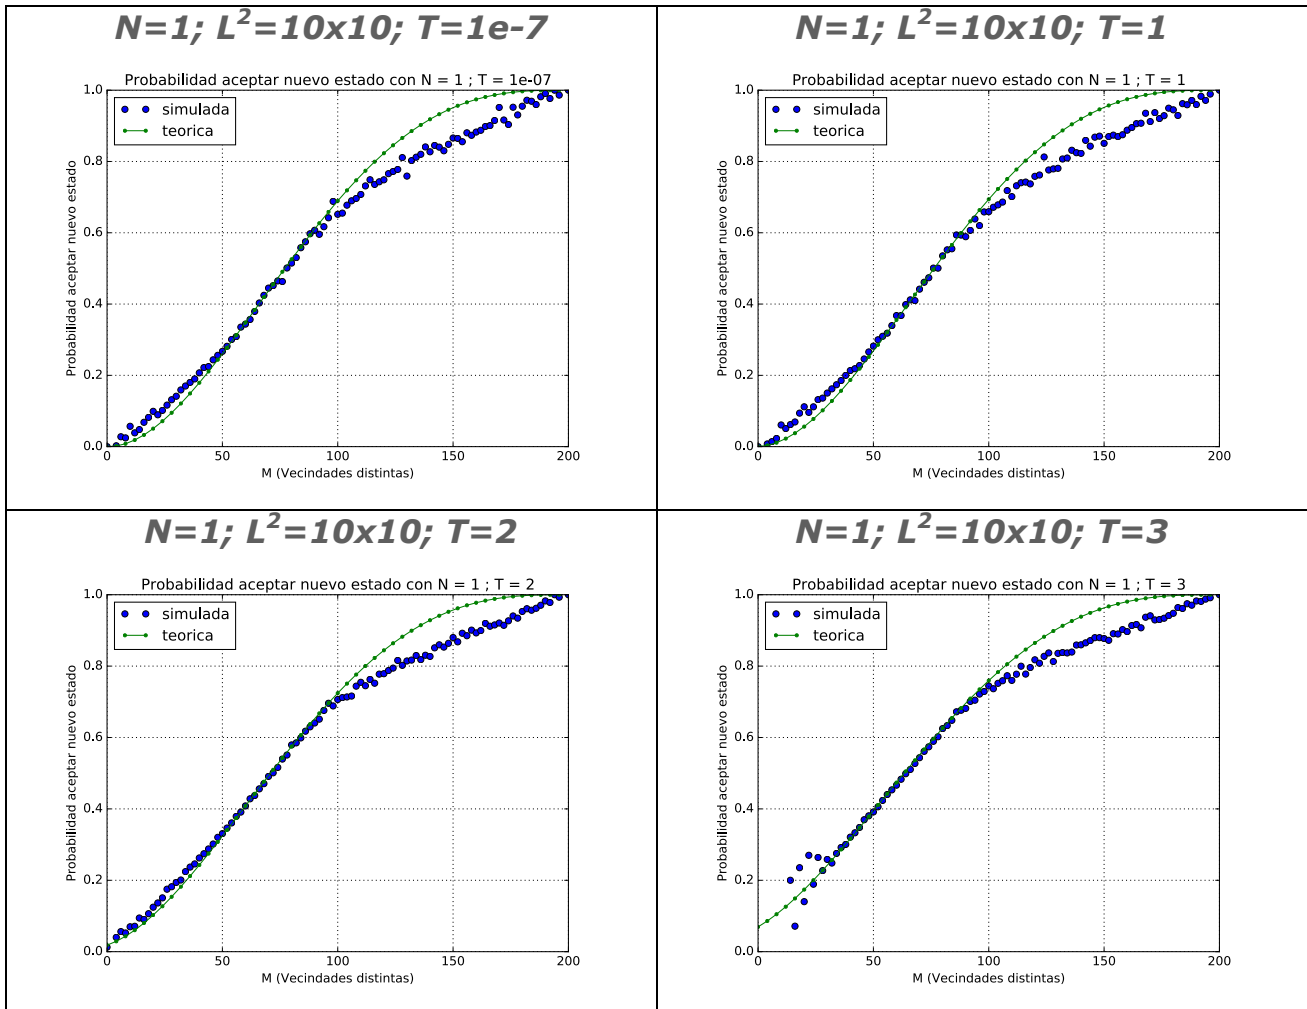 N=1; L²=10x10; T=1e-7
Probabilidad aceptar nuevo estado con N = 1 ; T = 1e-07
simulada
teorica
Probabilidad aceptar nuevo estado
1.0
0.8
0.6
0.4
0.2
0.0
0 50 100 150 200
M (Vecindades distintas)
N=1; L²=10x10; T=1
Probabilidad aceptar nuevo estado con N = 1 ; T = 1
simulada
teorica
Probabilidad aceptar nuevo estado
1.0
0.8
0.6
0.4
0.2
0.0
0 50 100 150 200
M (Vecindades distintas)
N=1; L²=10x10; T=2
Probabilidad aceptar nuevo estado con N = 1 ; T = 2
simulada
teorica
Probabilidad aceptar nuevo estado
1.0
0.8
0.6
0.4
0.2
0.0
0 50 100 150 200
M (Vecindades distintas)
N=1; L²=10x10; T=3
Probabilidad aceptar nuevo estado con N = 1 ; T = 3
simulada
teorica
Probabilidad aceptar nuevo estado
1.0
0.8
0.6
0.4
0.2
0.0
0 50 100 150 200
M (Vecindades distintas)